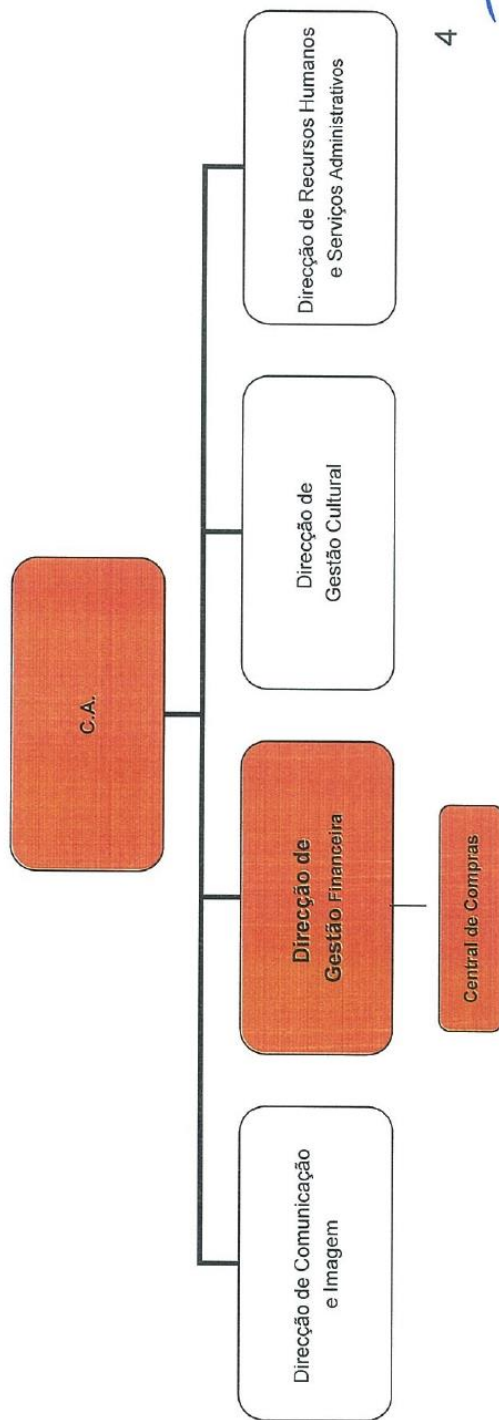 C.A.
Direcção de Comunicação
e Imagem
Direcção de
Gestão Financeira
Direcção de
Gestão Cultural
Direcção de Recursos Humanos
e Serviços Administrativos
Central de Compras
4